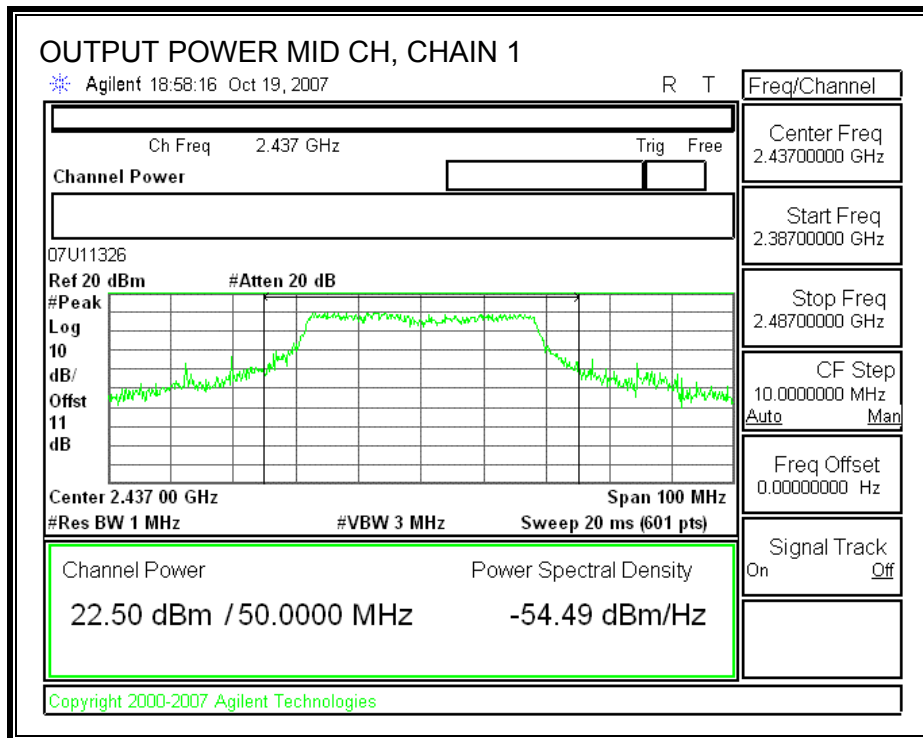 OUTPUT POWER MID CH, CHAIN 1
Agilent 18:58:16 Oct 19, 2007 R T
Ch Freq 2.437 GHz Trig Free
Channel Power
07U11326
Ref 20 dBm #Atten 20 dB
#Peak
Log
10
dB/
Offst
11
dB
Center 2.437 00 GHz Span 100 MHz
#Res BW 1 MHz #VBW 3 MHz Sweep 20 ms (601 pts)
Channel Power Power Spectral Density
22.50 dBm / 50.0000 MHz -54.49 dBm/Hz
Copyright 2000-2007 Agilent Technologies
Freq/Channel
Center Freq
2.43700000 GHz
Start Freq
2.38700000 GHz
Stop Freq
2.48700000 GHz
CF Step
10.0000000 MHz
Auto Man
Freq Offset
0.00000000 Hz
Signal Track
On Off